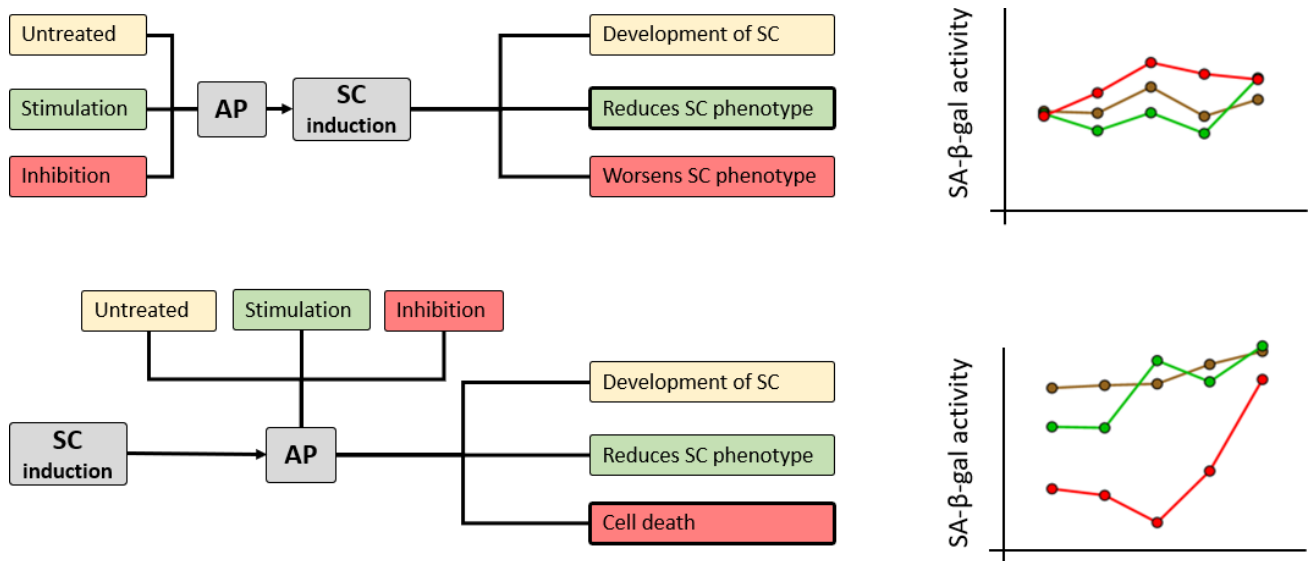 Untreated
Stimulation
Inhibition
AP
SC
induction
Development of SC
Reduces SC phenotype
Worsens SC phenotype
SA-β-gal activity
Untreated
Stimulation
Inhibition
SC
induction
AP
Development of SC
Reduces SC phenotype
Cell death
SA-β-gal activity